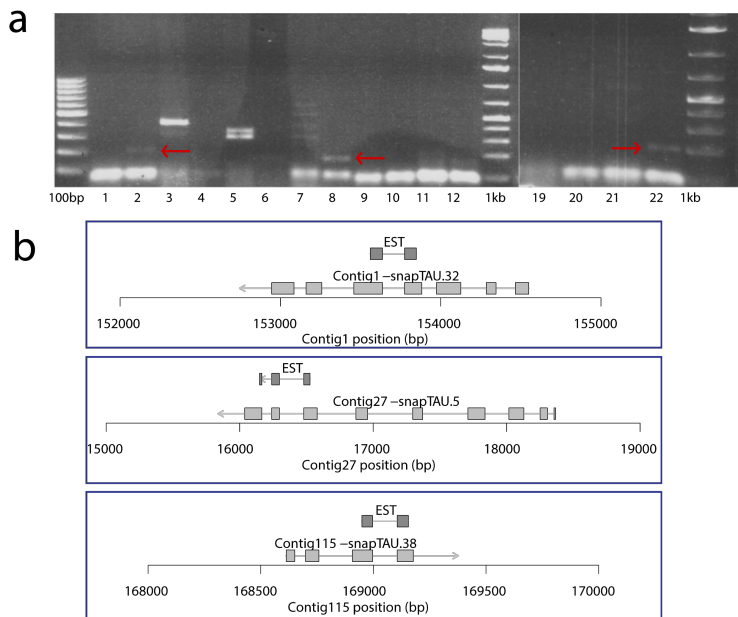 a
100bp 1 2 3 4 5 6 7 8 9 10 11 12 1kb 19 20 21 22 1kb
b
EST
Contig1 –snapTAU.32
152000 153000 154000 155000
Contig1 position (bp)
EST
Contig27 –snapTAU.5
15000 16000 17000 18000 19000
Contig27 position (bp)
EST
Contig115 –snapTAU.38
168000 168500 169000 169500 170000
Contig115 position (bp)